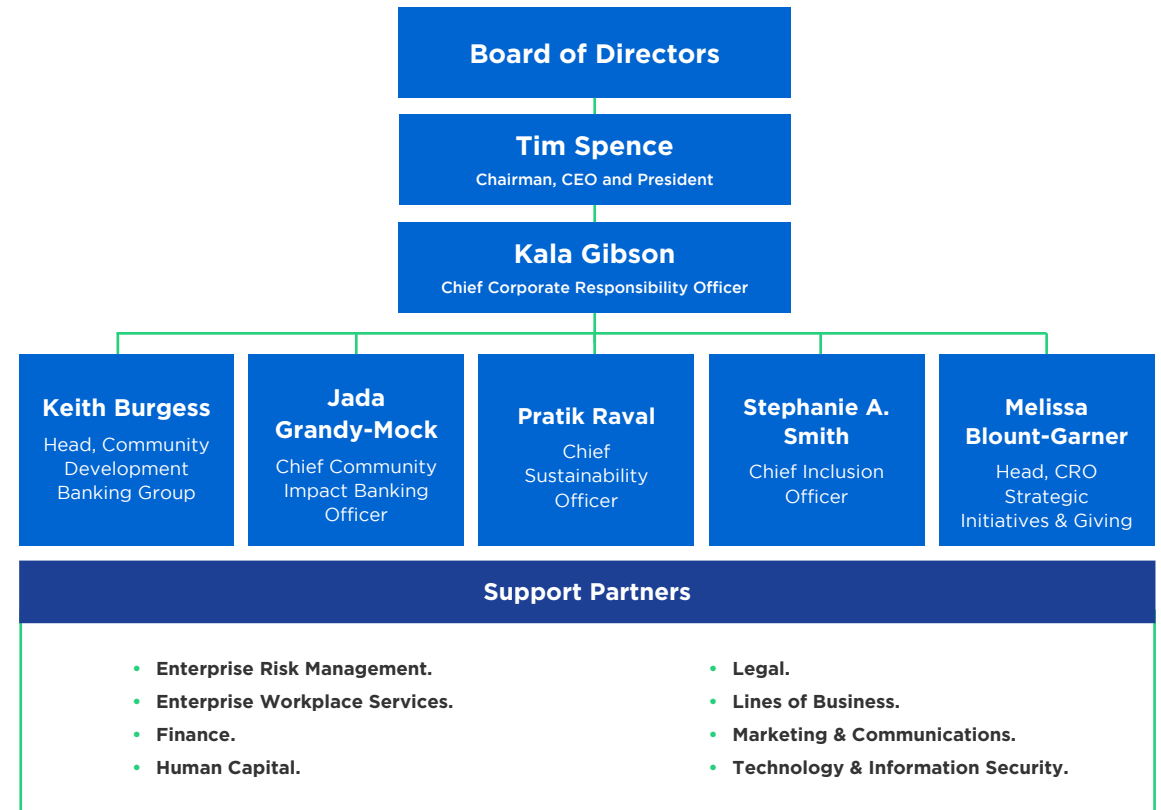 Board of Directors
Tim Spence
Chairman, CEO and President
Kala Gibson
Chief Corporate Responsibility Officer
Keith Burgess
Head, Community
Development
Banking Group
Jada
Grandy-Mock
Chief Community
Impact Banking
Officer
Pratik Raval
Chief
Sustainability
Officer
Stephanie A.
Smith
Chief Inclusion
Officer
Melissa
Blount-Garner
Head, CRO
Strategic
Initiatives & Giving
Support Partners
• Enterprise Risk Management.
• Enterprise Workplace Services.
• Finance.
• Human Capital.
• Legal.
• Lines of Business.
• Marketing & Communications.
• Technology & Information Security.